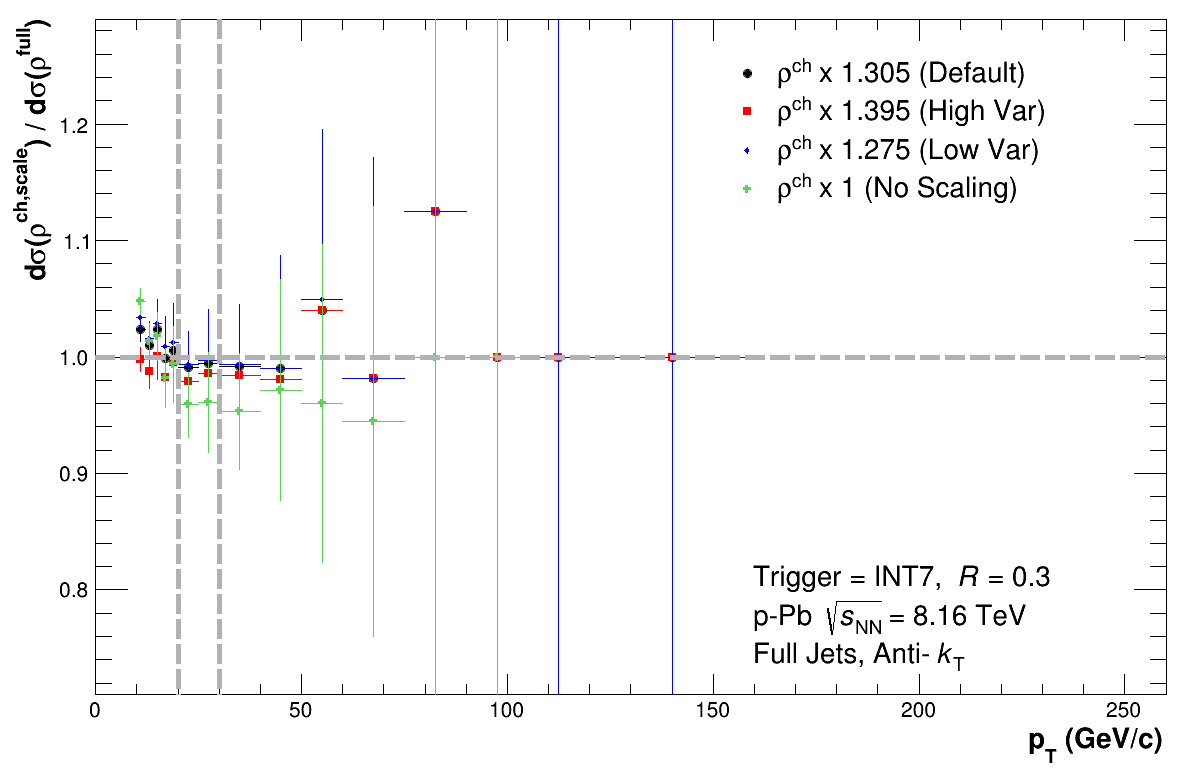 dσ(ρ^ch,scale) / dσ(ρ^full)
1.2
1.1
1.0
0.9
0.8
ρ^ch x 1.305 (Default)
ρ^ch x 1.395 (High Var)
ρ^ch x 1.275 (Low Var)
ρ^ch x 1 (No Scaling)
Trigger = INT7, R = 0.3
p-Pb √s_NN = 8.16 TeV
Full Jets, Anti- k_T
0 50 100 150 200 250
p_T (GeV/c)